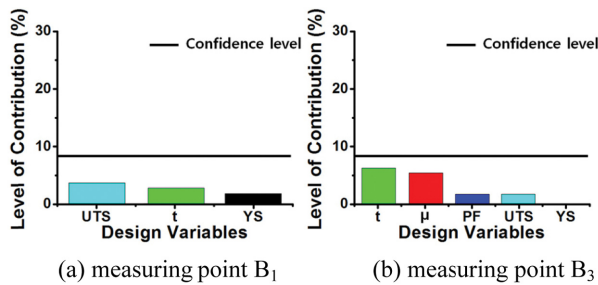 Level of Contribution (%)
30
20
10
0
Confidence level
UTS t YS
Design Variables
(a) measuring point B₁
Level of Contribution (%)
30
20
10
0
Confidence level
t μ PF UTS YS
Design Variables
(b) measuring point B₃